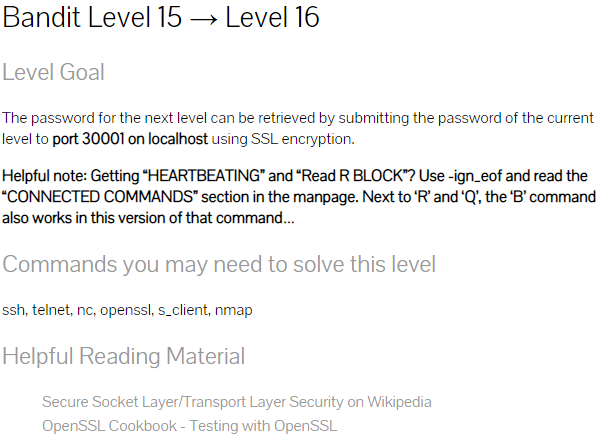 Bandit Level 15 → Level 16
Level Goal
The password for the next level can be retrieved by submitting the password of the current
level to port 30001 on localhost using SSL encryption.
Helpful note: Getting “HEARTBEATING” and “Read R BLOCK”? Use -ign_eof and read the
“CONNECTED COMMANDS” section in the manpage. Next to ‘R’ and ‘Q’, the ‘B’ command
also works in this version of that command…
Commands you may need to solve this level
ssh, telnet, nc, openssl, s_client, nmap
Helpful Reading Material
Secure Socket Layer/Transport Layer Security on Wikipedia
OpenSSL Cookbook - Testing with OpenSSL